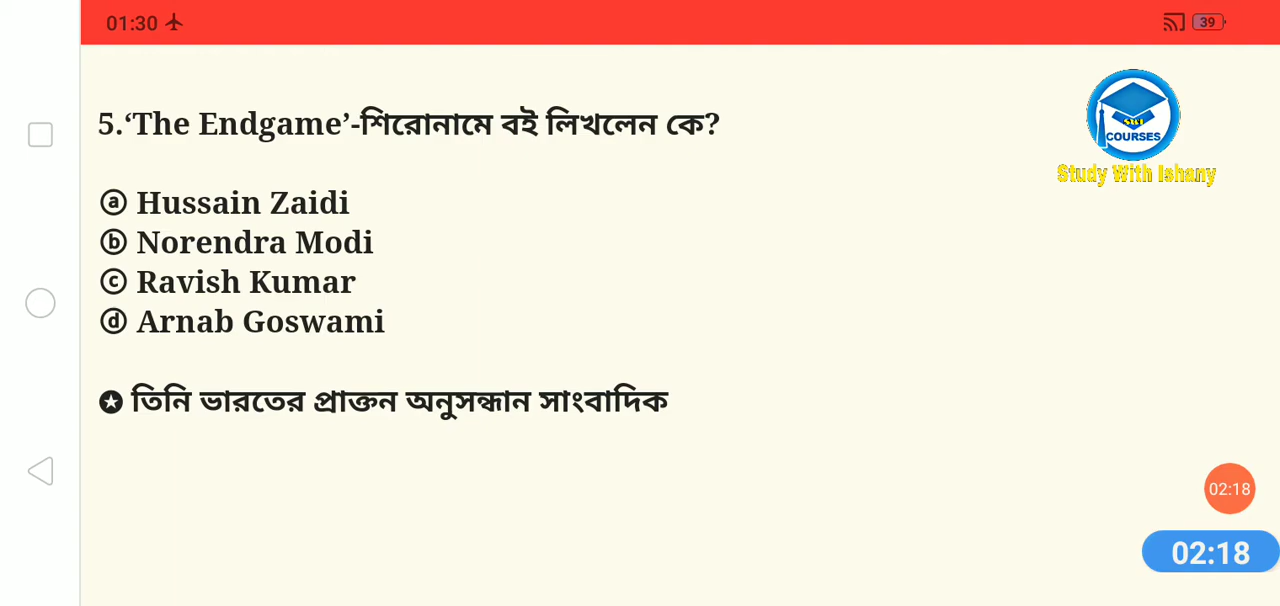 01:30
39
5.‘The Endgame’-শিরোনামে বই লিখলেন কে?
COURSES
Study With Ishany
ⓐ Hussain Zaidi
ⓑ Norendra Modi
ⓒ Ravish Kumar
ⓓ Arnab Goswami
✪ তিনি ভারতের প্রাক্তন অনুসন্ধান সাংবাদিক
02:18
02:18